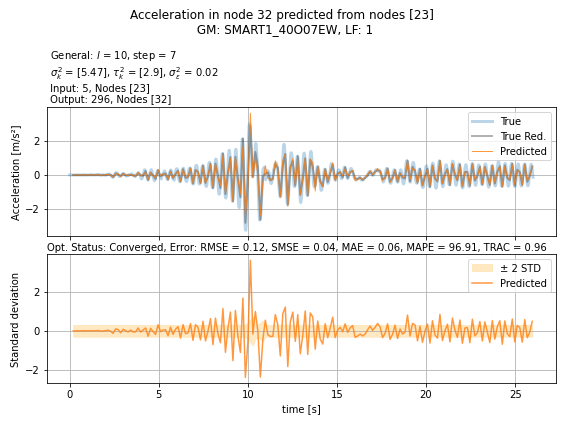 Acceleration in node 32 predicted from nodes [23]
GM: SMART1_40O07EW, LF: 1
General: l = 10, step = 7
σ²ₖ = [5.47], τ²ₖ = [2.9], σ²ε = 0.02
Input: 5, Nodes [23]
Output: 296, Nodes [32]
Acceleration [m/s²]
2
0
−2
True
True Red.
Predicted
Opt. Status: Converged, Error: RMSE = 0.12, SMSE = 0.04, MAE = 0.06, MAPE = 96.91, TRAC = 0.96
Standard deviation
2
0
−2
± 2 STD
Predicted
0 5 10 15 20 25
time [s]